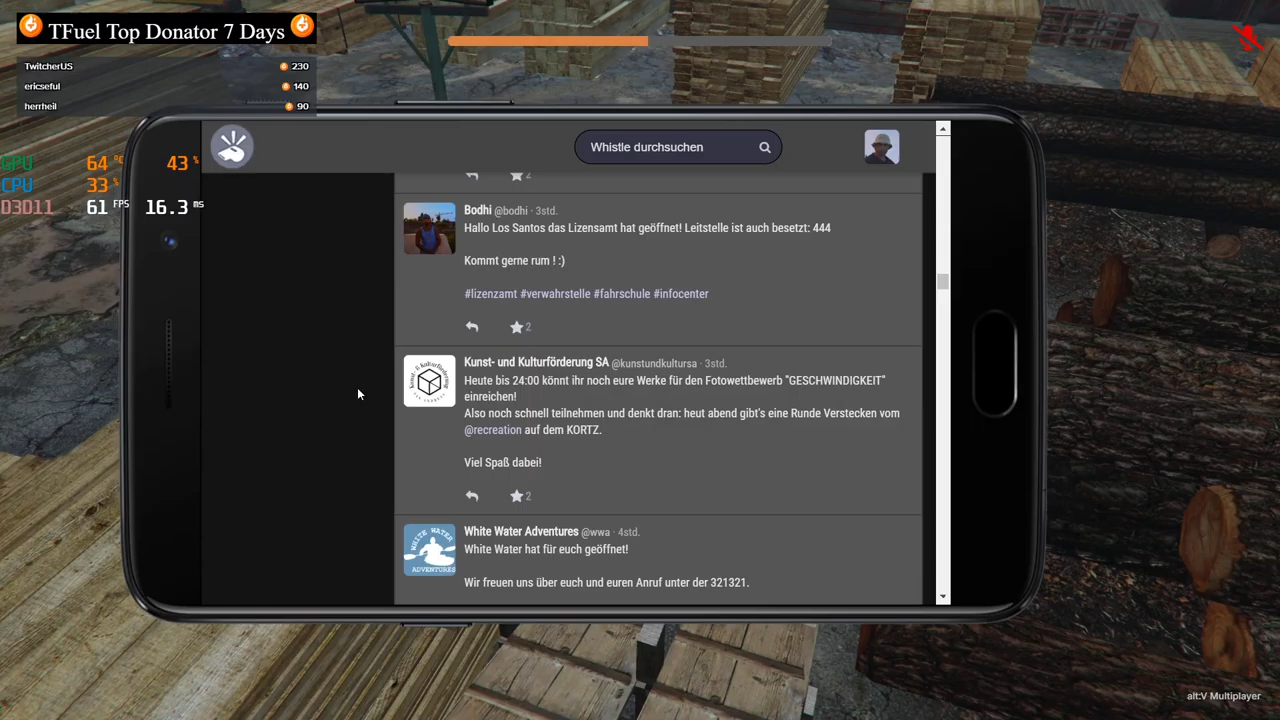 TFuel Top Donator 7 Days
TwitcherUS 230
ericseful 140
herrheil 90
GPU 64 °C 43 %
CPU 33 %
D3D11 61 FPS 16.3 ms
Whistle durchsuchen
2
Bodhi @bodhi · 3std.
Hallo Los Santos das Lizensamt hat geöffnet! Leitstelle ist auch besetzt: 444
Kommt gerne rum ! :)
#lizenzamt #verwahrstelle #fahrschule #infocenter
2
Kunst- und Kulturförderung SA @kunstundkultursa · 3std.
Heute bis 24:00 könnt ihr noch eure Werke für den Fotowettbewerb "GESCHWINDIGKEIT"
einreichen!
Also noch schnell teilnehmen und denkt dran: heut abend gibt's eine Runde Verstecken vom
@recreation auf dem KORTZ.
Viel Spaß dabei!
2
White Water Adventures @wwa · 4std.
White Water hat für euch geöffnet!
Wir freuen uns über euch und euren Anruf unter der 321321.
WHITE WATER
ADVENTURES
alt:V Multiplayer